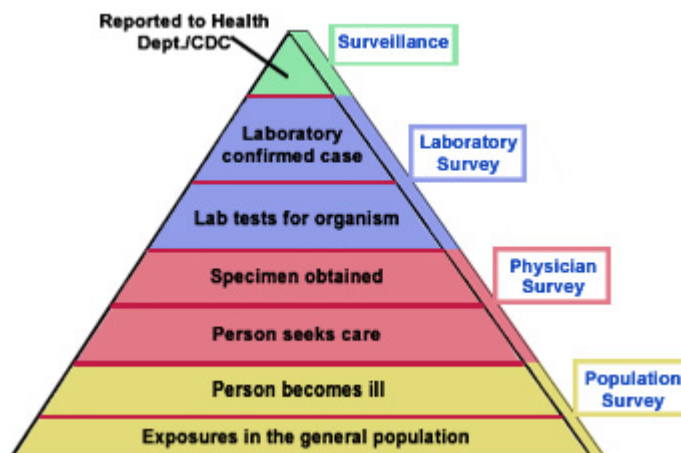 Reported to Health
Dept./CDC
Surveillance
Laboratory
confirmed case
Laboratory
Survey
Lab tests for organism
Specimen obtained
Physician
Survey
Person seeks care
Person becomes ill
Population
Survey
Exposures in the general population